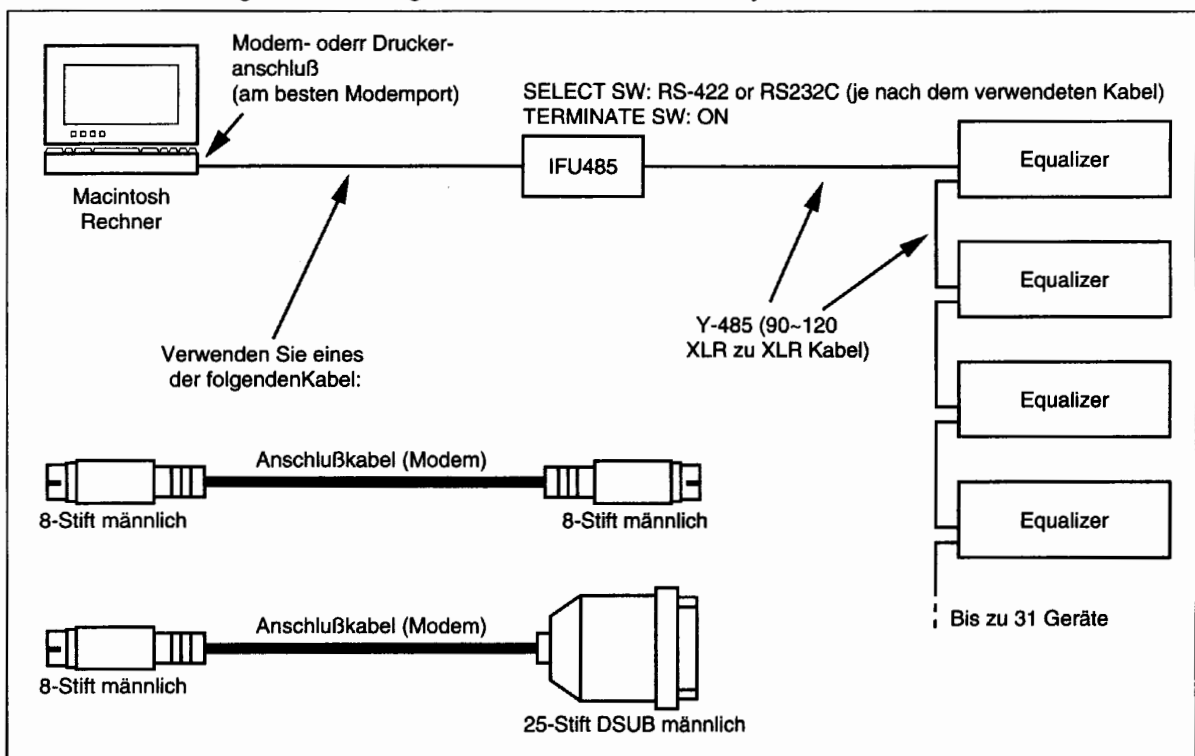 Modem- oderr Drucker-
anschluß
(am besten Modemport)
SELECT SW: RS-422 or RS232C (je nach dem verwendeten Kabel)
TERMINATE SW: ON
IFU485
Equalizer
Macintosh
Rechner
Equalizer
Y-485 (90~120
XLR zu XLR Kabel)
Verwenden Sie eines
der folgendenKabel:
Equalizer
Anschlußkabel (Modem)
8-Stift männlich
8-Stift männlich
Equalizer
Bis zu 31 Geräte
Anschlußkabel (Modem)
8-Stift männlich
25-Stift DSUB männlich